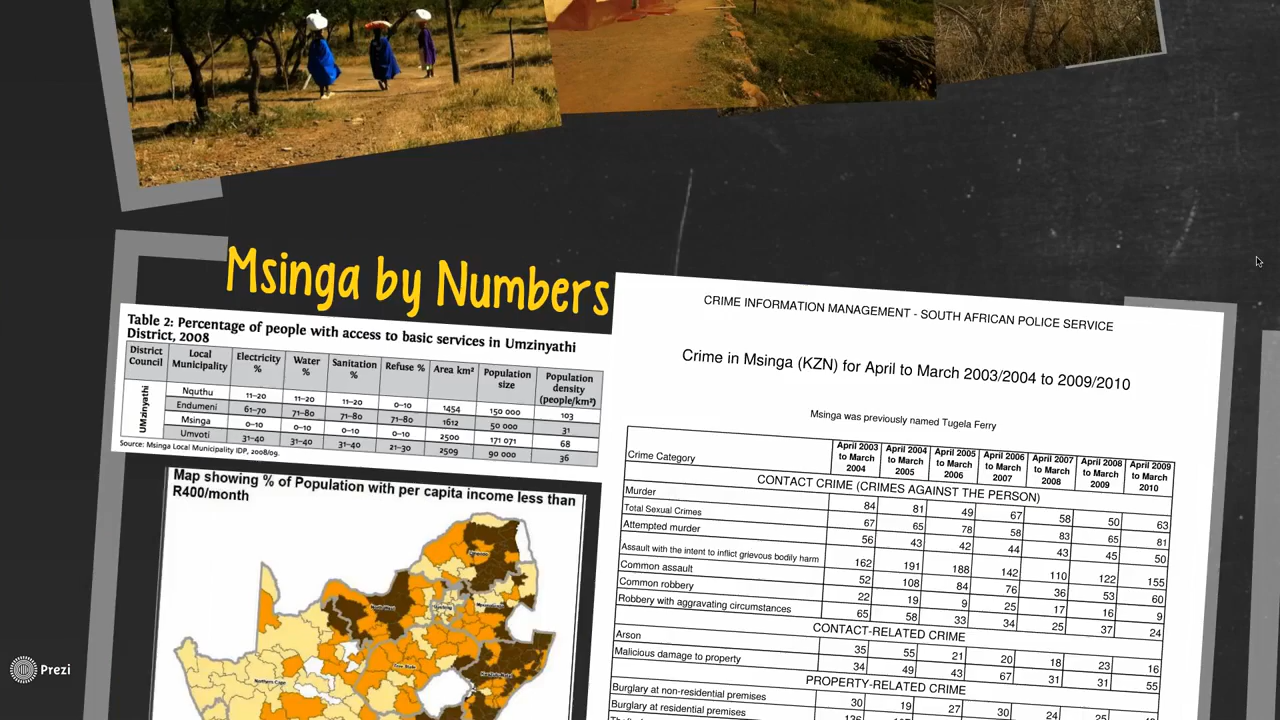 Msinga by Numbers
Table 2: Percentage of people with access to basic services in Umzinyathi
District, 2008
District Council | Local Municipality | Electricity % | Water % | Sanitation % | Refuse % | Area km² | Population size | Population density (people/km²)
UMzinyathi
Nquthu 11–20 11–20 11–20 0–10 1454 150 000 103
Endumeni 61–70 71–80 71–80 71–80 1612 50 000 31
Msinga 0–10 0–10 0–10 0–10 2500 171 071 68
Umvoti 31–40 31–40 31–40 21–30 2509 90 000 36
Source: Msinga Local Municipality IDP, 2008/09.
Map showing % of Population with per capita income less than
R400/month
Limpopo
North West
Gauteng
Mpumalanga
Free State
Northern Cape
CRIME INFORMATION MANAGEMENT - SOUTH AFRICAN POLICE SERVICE
Crime in Msinga (KZN) for April to March 2003/2004 to 2009/2010
Msinga was previously named Tugela Ferry
Crime Category | April 2003 to March 2004 | April 2004 to March 2005 | April 2005 to March 2006 | April 2006 to March 2007 | April 2007 to March 2008 | April 2008 to March 2009 | April 2009 to March 2010
CONTACT CRIME (CRIMES AGAINST THE PERSON)
Murder 84 81 49 67 58 50 63
Total Sexual Crimes 67 65 78 58 83 65 81
Attempted murder 56 43 42 44 43 45 50
Assault with the intent to inflict grievous bodily harm 162 191 188 142 110 122 155
Common assault 52 108 84 76 36 53 60
Common robbery 22 19 9 25 17 16 9
Robbery with aggravating circumstances 65 58 33 34 25 37 24
CONTACT-RELATED CRIME
Arson 35 55 21 20 18 23 16
Malicious damage to property 34 49 43 67 31 31 55
PROPERTY-RELATED CRIME
Burglary at non-residential premises 30 19 27 30 24 25
Burglary at residential premises
Prezi